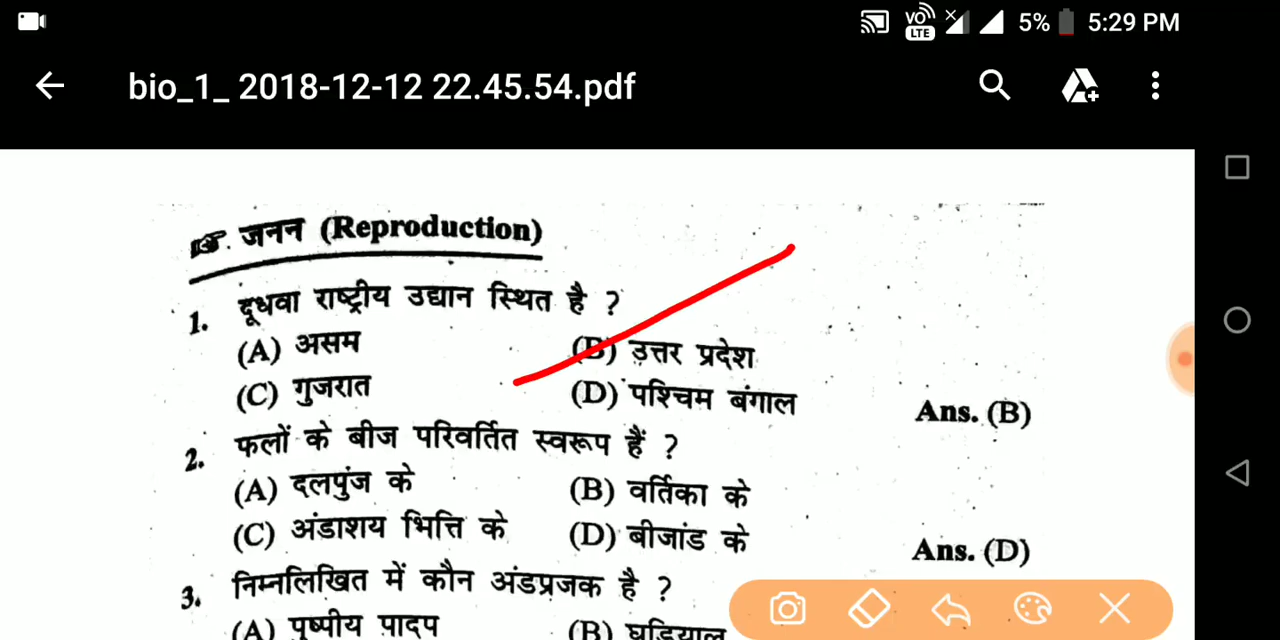 VO LTE 5% 5:29 PM
bio_1_ 2018-12-12 22.45.54.pdf
जनन (Reproduction)
1. दूधवा राष्ट्रीय उद्यान स्थित है ?
(A) असम (B) उत्तर प्रदेश
(C) गुजरात (D) पश्चिम बंगाल Ans. (B)
2. फलों के बीज परिवर्तित स्वरूप हैं ?
(A) दलपुंज के (B) वर्तिका के
(C) अंडाशय भित्ति के (D) बीजांड के Ans. (D)
3. निम्नलिखित में कौन अंडप्रजक है ?
(A) पुष्पीय पादप (B) घड़ियाल